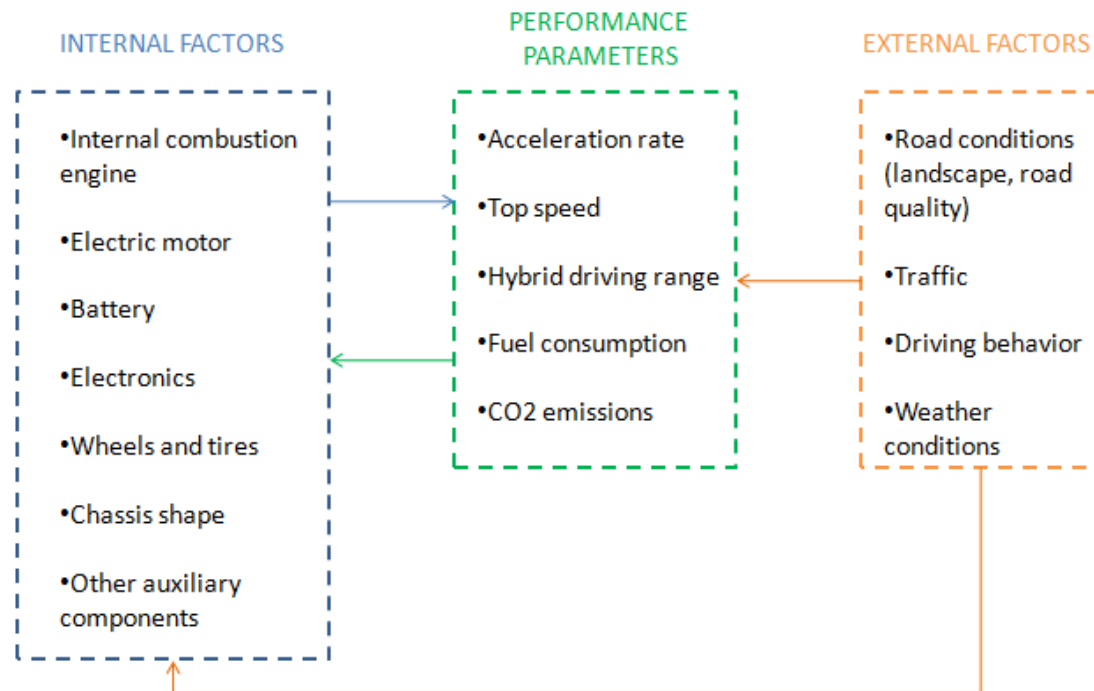 INTERNAL FACTORS
•Internal combustion
engine
•Electric motor
•Battery
•Electronics
•Wheels and tires
•Chassis shape
•Other auxiliary
components
PERFORMANCE
PARAMETERS
•Acceleration rate
•Top speed
•Hybrid driving range
•Fuel consumption
•CO2 emissions
EXTERNAL FACTORS
•Road conditions
(landscape, road
quality)
•Traffic
•Driving behavior
•Weather
conditions